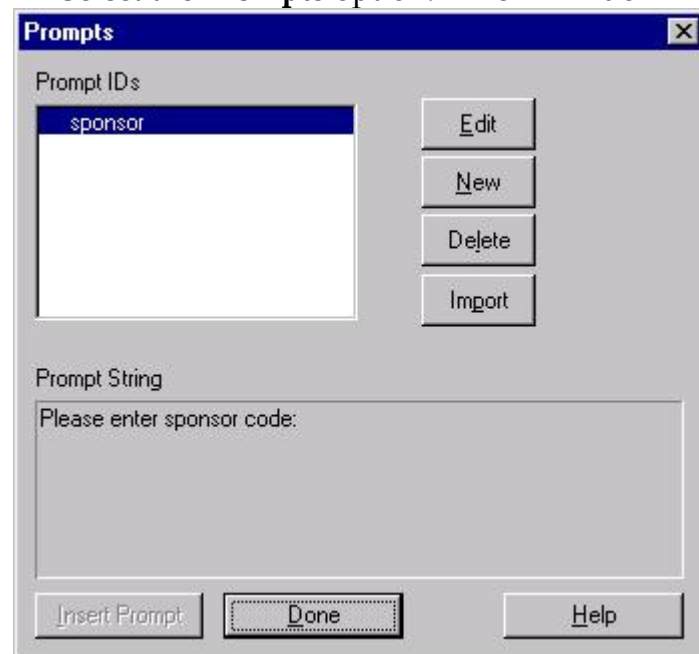 Prompts
Prompt IDs
sponsor
Edit
New
Delete
Import
Prompt String
Please enter sponsor code:
Insert Prompt
Done
Help